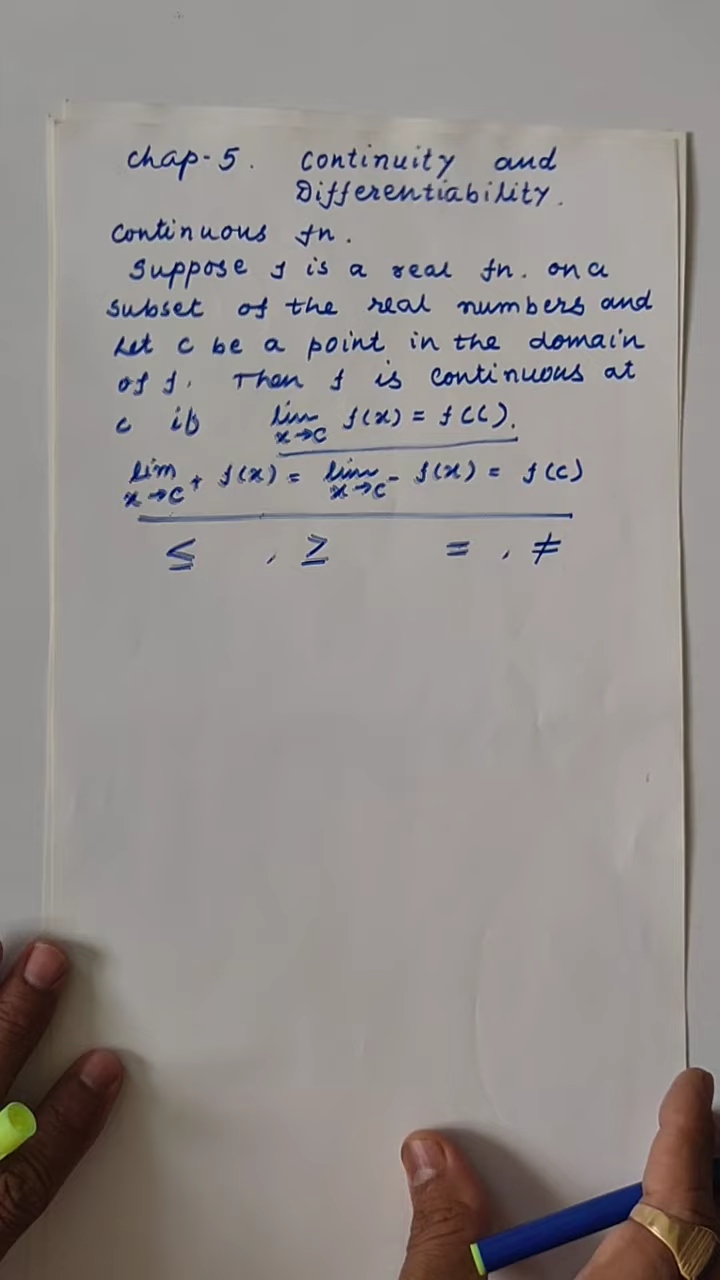 Chap-5. Continuity and
Differentiability.
Continuous fn.
Suppose f is a real fn. on a
subset of the real numbers and
let c be a point in the domain
of f. Then f is continuous at
c if lim x→c f(x) = f(c).
lim x→c+ f(x) = lim x→c- f(x) = f(c)
≤ , ≥ = , ≠